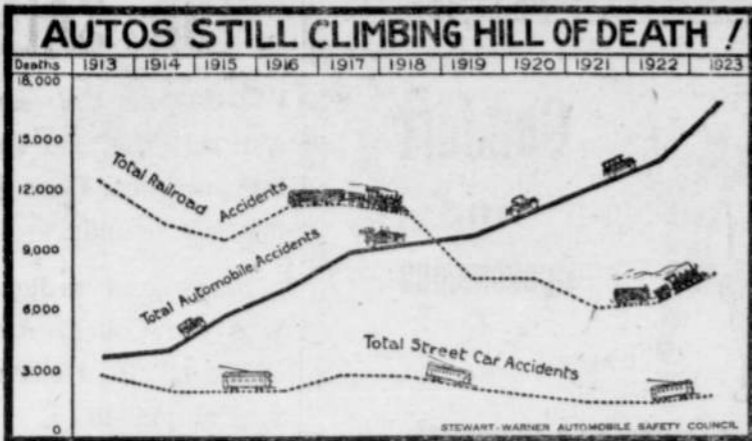 AUTOS STILL CLIMBING HILL OF DEATH !
Deaths 1913 1914 1915 1916 1917 1918 1919 1920 1921 1922 1923
18,000
15,000
Total Railroad Accidents
12,000
9,000
Total Automobile Accidents
6,000
Total Street Car Accidents
3,000
0
STEWART-WARNER AUTOMOBILE SAFETY COUNCIL